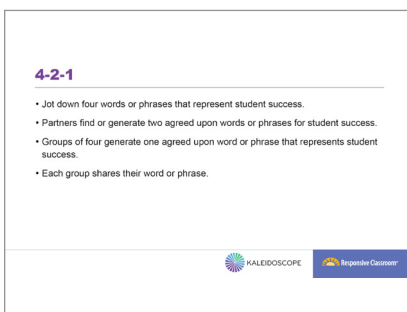 4-2-1
• Jot down four words or phrases that represent student success.
• Partners find or generate two agreed upon words or phrases for student success.
• Groups of four generate one agreed upon word or phrase that represents student
success.
• Each group shares their word or phrase.
KALEIDOSCOPE
Responsive Classroom®